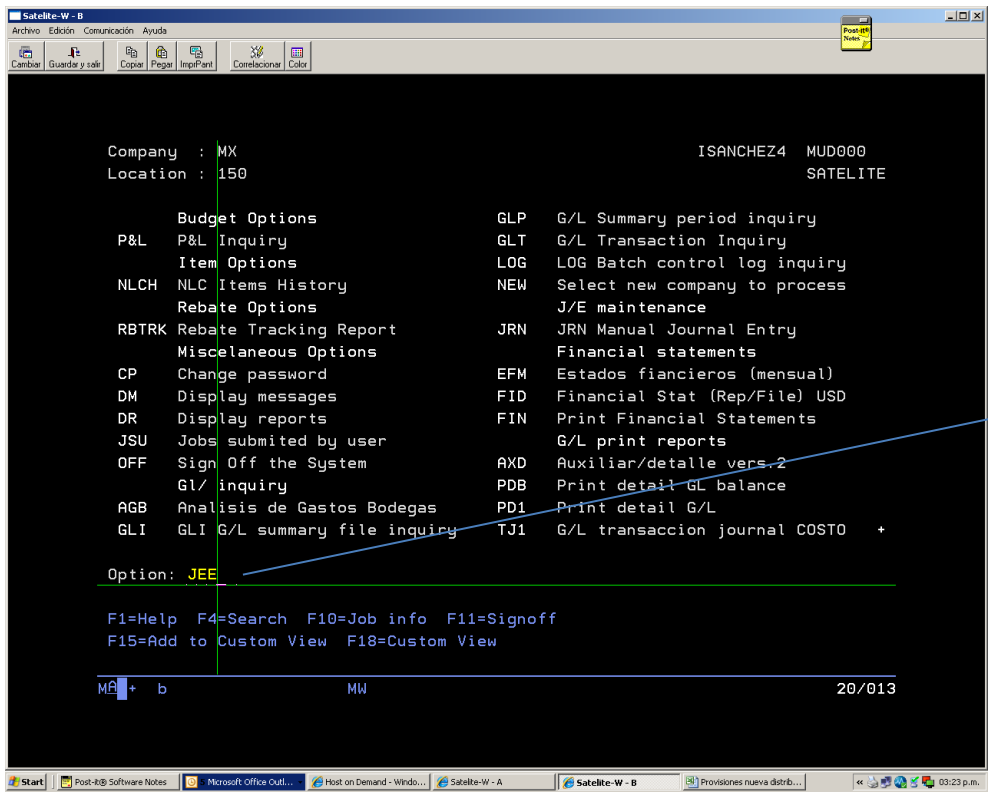 Satelite-W - B
Archivo Edición Comunicación Ayuda
Post-it® Notes
Cambiar Guardar y salir Copiar Pegar ImprPant Correlacionar Color
Company : MX ISANCHEZ4 MUD000
Location : 150 SATELITE
Budget Options GLP G/L Summary period inquiry
P&L P&L Inquiry GLT G/L Transaction Inquiry
Item Options LOG LOG Batch control log inquiry
NLCH NLC Items History NEW Select new company to process
Rebate Options J/E maintenance
RBTRK Rebate Tracking Report JRN JRN Manual Journal Entry
Miscelaneous Options Financial statements
CP Change password EFM Estados fiancieros (mensual)
DM Display messages FID Financial Stat (Rep/File) USD
DR Display reports FIN Print Financial Statements
JSU Jobs submited by user G/L print reports
OFF Sign Off the System AXD Auxiliar/detalle vers.2
Gl/ inquiry PDB Print detail GL balance
AGB Analisis de Gastos Bodegas PD1 Print detail G/L
GLI GLI G/L summary file inquiry TJ1 G/L transaccion journal COSTO +
Option: JEE
F1=Help F4=Search F10=Job info F11=Signoff
F15=Add to Custom View F18=Custom View
MA + b MW 20/013
Start Post-it® Software Notes Microsoft Office Outl... Host on Demand - Windo... Satelite-W - A Satelite-W - B Provisiones nueva distrib... « 03:23 p.m.